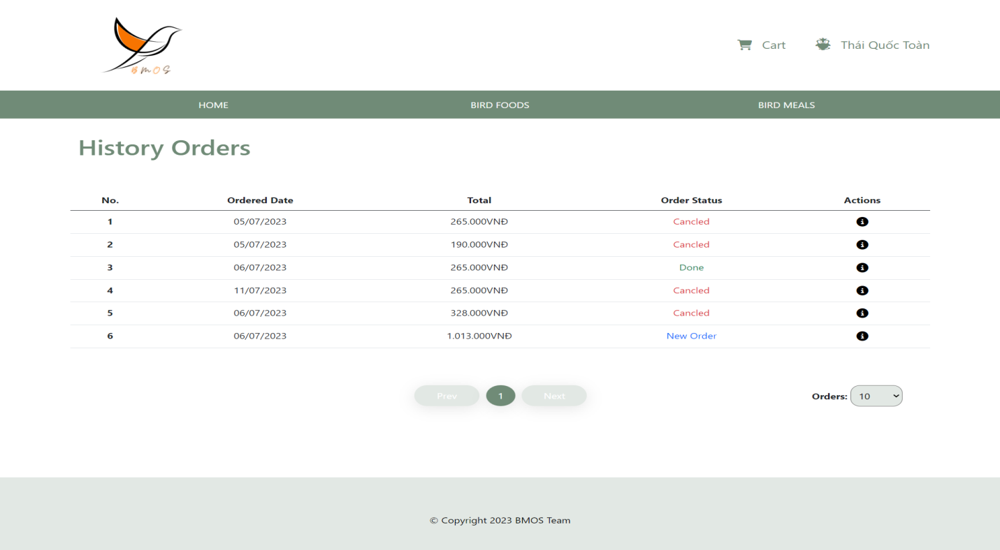 BMOS
Cart Thái Quốc Toàn
HOME BIRD FOODS BIRD MEALS
History Orders
No. Ordered Date Total Order Status Actions
1 05/07/2023 265.000VNĐ Cancled
2 05/07/2023 190.000VNĐ Cancled
3 06/07/2023 265.000VNĐ Done
4 11/07/2023 265.000VNĐ Cancled
5 06/07/2023 328.000VNĐ Cancled
6 06/07/2023 1.013.000VNĐ New Order
Prev 1 Next Orders: 10
© Copyright 2023 BMOS Team